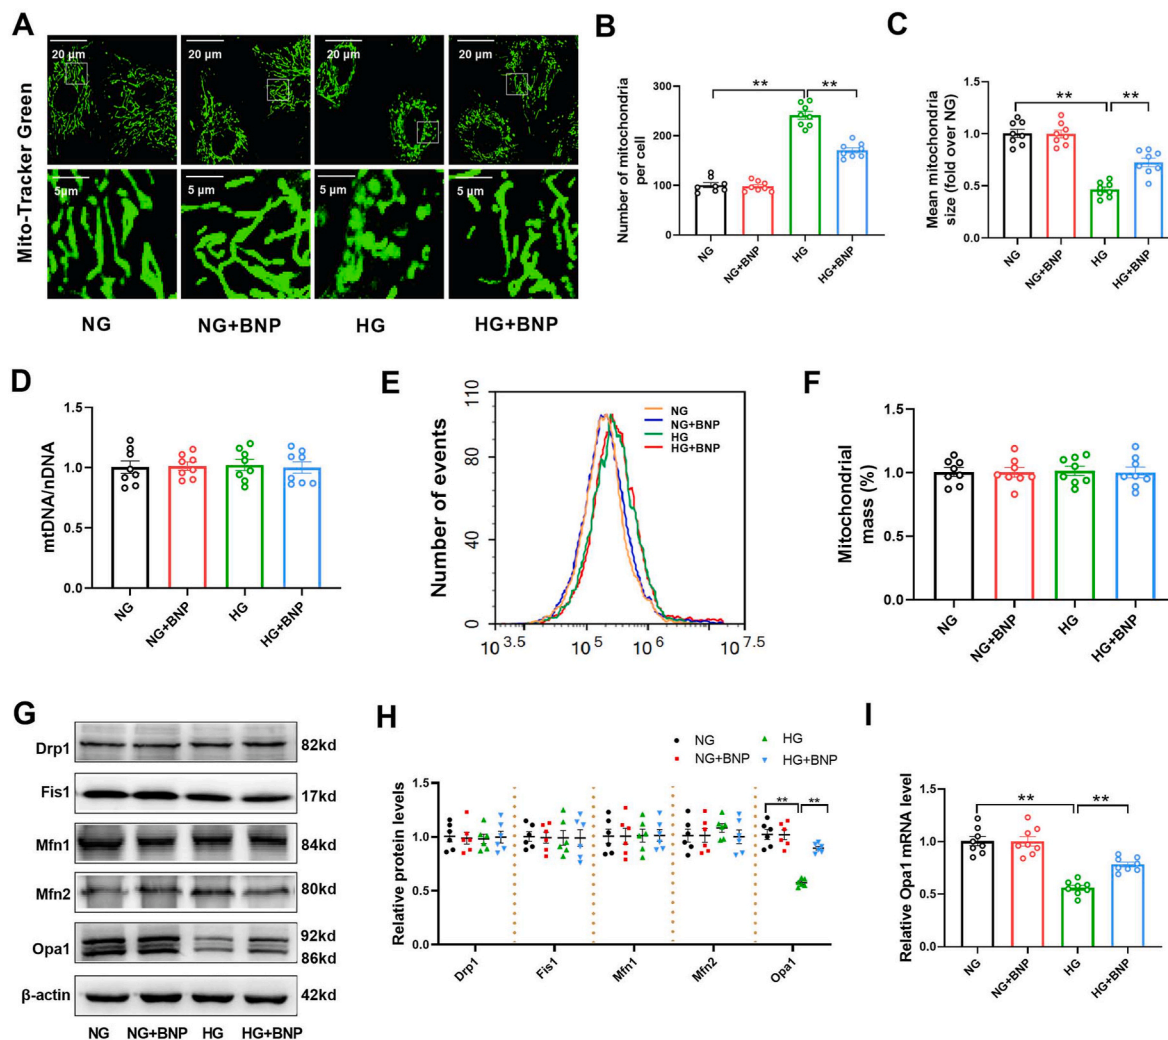 A
Mito-Tracker Green
20 µm
20 µm
20 µm
20 µm
5µm
5 µm
5 µm
5 µm
NG
NG+BNP
HG
HG+BNP
B
Number of mitochondria
per cell
300
200
100
0
**
**
NG
NG+BNP
HG
HG+BNP
C
Mean mitochondria
size (fold over NG)
1.5
1.0
0.5
0.0
**
**
NG
NG+BNP
HG
HG+BNP
D
mtDNA/nDNA
1.5
1.0
0.5
0.0
NG
NG+BNP
HG
HG+BNP
E
Number of events
110
80
40
0
10^3.5
10^5
10^6
10^7.5
NG
NG+BNP
HG
HG+BNP
F
Mitochondrial
mass (%)
1.5
1.0
0.5
0.0
NG
NG+BNP
HG
HG+BNP
G
Drp1 82kd
Fis1 17kd
Mfn1 84kd
Mfn2 80kd
Opa1 92kd
86kd
β-actin 42kd
NG NG+BNP HG HG+BNP
H
NG
NG+BNP
HG
HG+BNP
Relative protein levels
1.5
1.0
0.5
0.0
**
**
Drp1
Fis1
Mfn1
Mfn2
Opa1
I
Relative Opa1 mRNA level
1.5
1.0
0.5
0.0
**
**
NG
NG+BNP
HG
HG+BNP